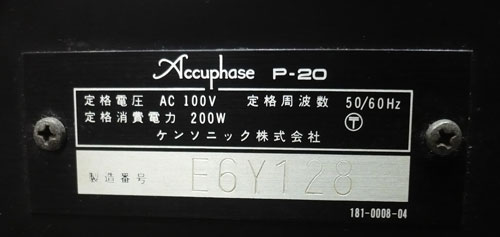 Accuphase P-20
定格電圧 AC 100V 定格周波数 50/60Hz
定格消費電力 200W 〒
ケンソニック株式会社
製造番号 E6Y128
181-0008-04